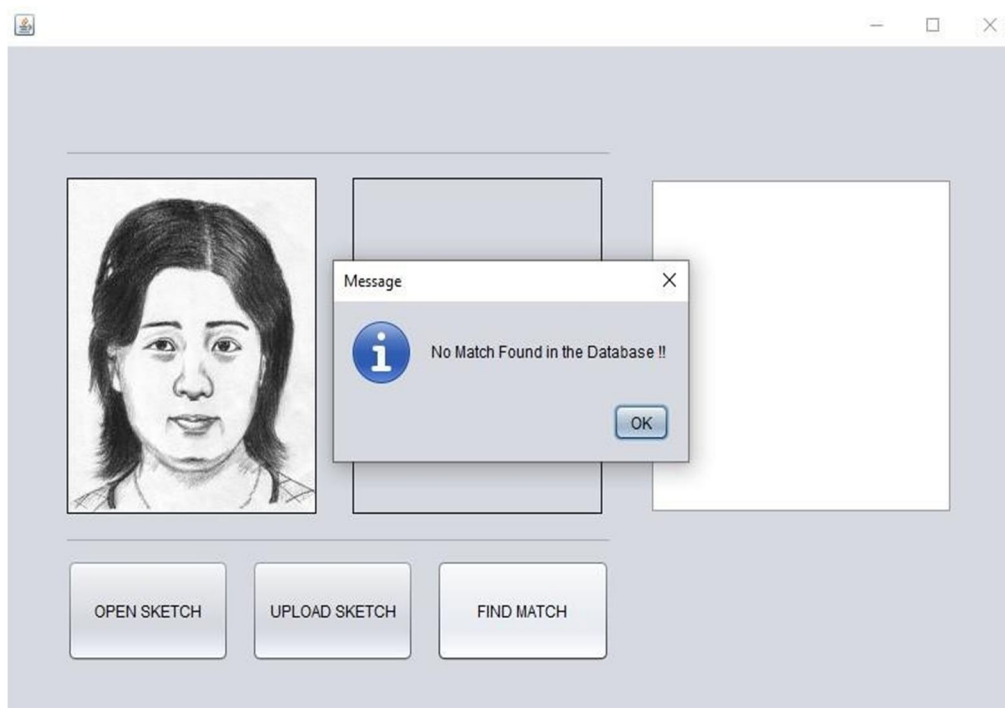 Message
No Match Found in the Database !!
OK
OPEN SKETCH
UPLOAD SKETCH
FIND MATCH